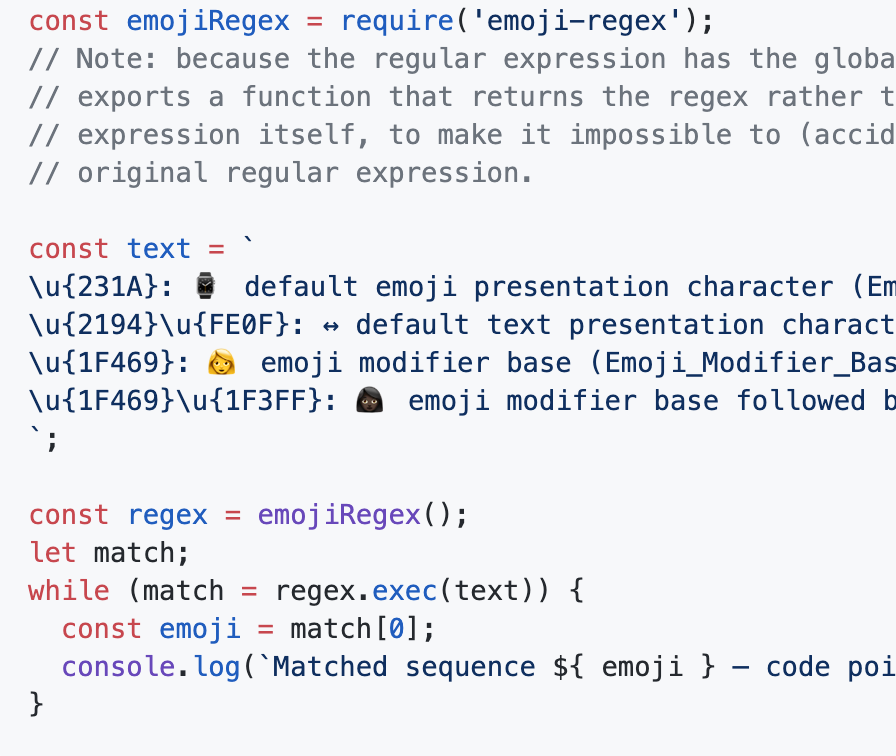 const emojiRegex = require('emoji-regex');
// Note: because the regular expression has the globa
// exports a function that returns the regex rather t
// expression itself, to make it impossible to (accid
// original regular expression.
const text = `
\u{231A}: ⌚ default emoji presentation character (Em
\u{2194}\u{FE0F}: ↔️ default text presentation charact
\u{1F469}: 👩 emoji modifier base (Emoji_Modifier_Bas
\u{1F469}\u{1F3FF}: 👩🏿 emoji modifier base followed b
`;
const regex = emojiRegex();
let match;
while (match = regex.exec(text)) {
  const emoji = match[0];
  console.log(`Matched sequence ${ emoji } — code poi
}